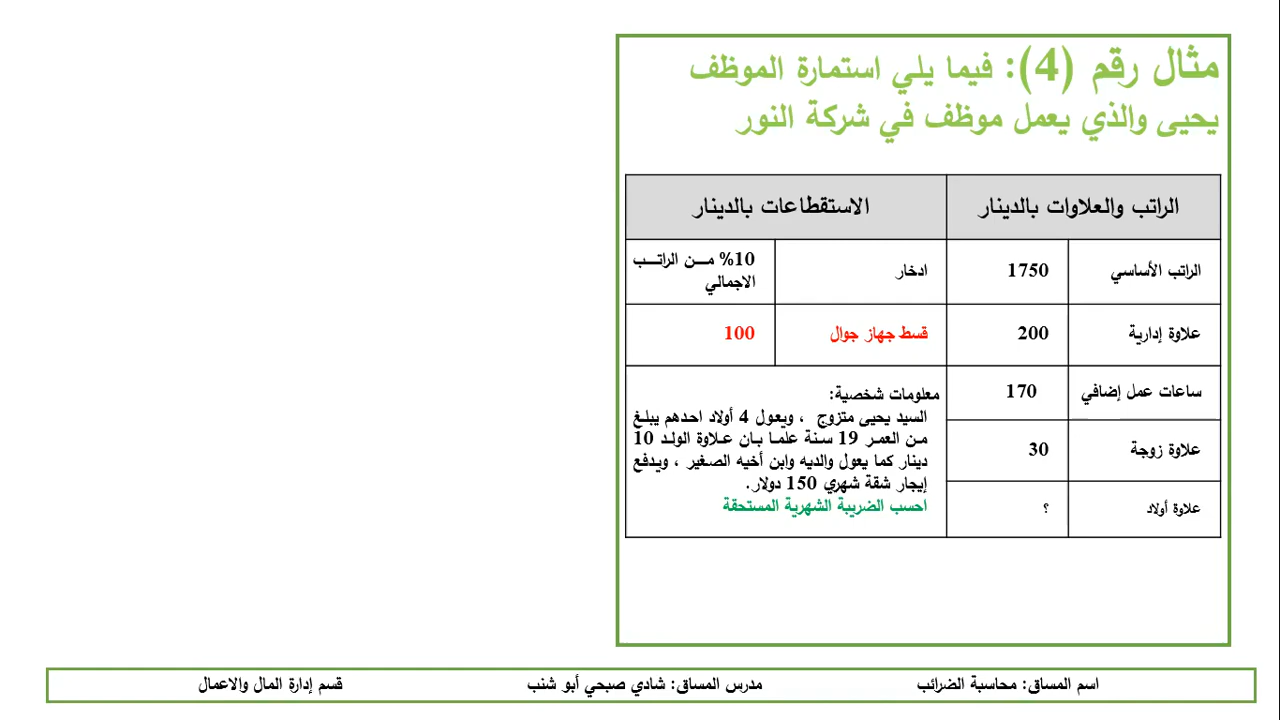 مثال رقم (4): فيما يلي استمارة الموظف
يحيى والذي يعمل موظف في شركة النور
الراتب والعلاوات بالدينار
الاستقطاعات بالدينار
الراتب الأساسي
1750
ادخار
10% مـــن الراتـــب
الاجمالي
علاوة إدارية
200
قسط جهاز جوال
100
ساعات عمل إضافي
170
علاوة زوجة
30
علاوة أولاد
؟
معلومات شخصية:
السيد يحيى متزوج ، ويعول 4 أولاد احدهم يبلغ
من العمر 19 سنة علما بان علاوة الولد 10
دينار كما يعول والديه وابن أخيه الصغير ، ويدفع
إيجار شقة شهري 150 دولار.
احسب الضريبة الشهرية المستحقة
اسم المساق: محاسبة الضرائب
مدرس المساق: شادي صبحي أبو شنب
قسم إدارة المال والاعمال